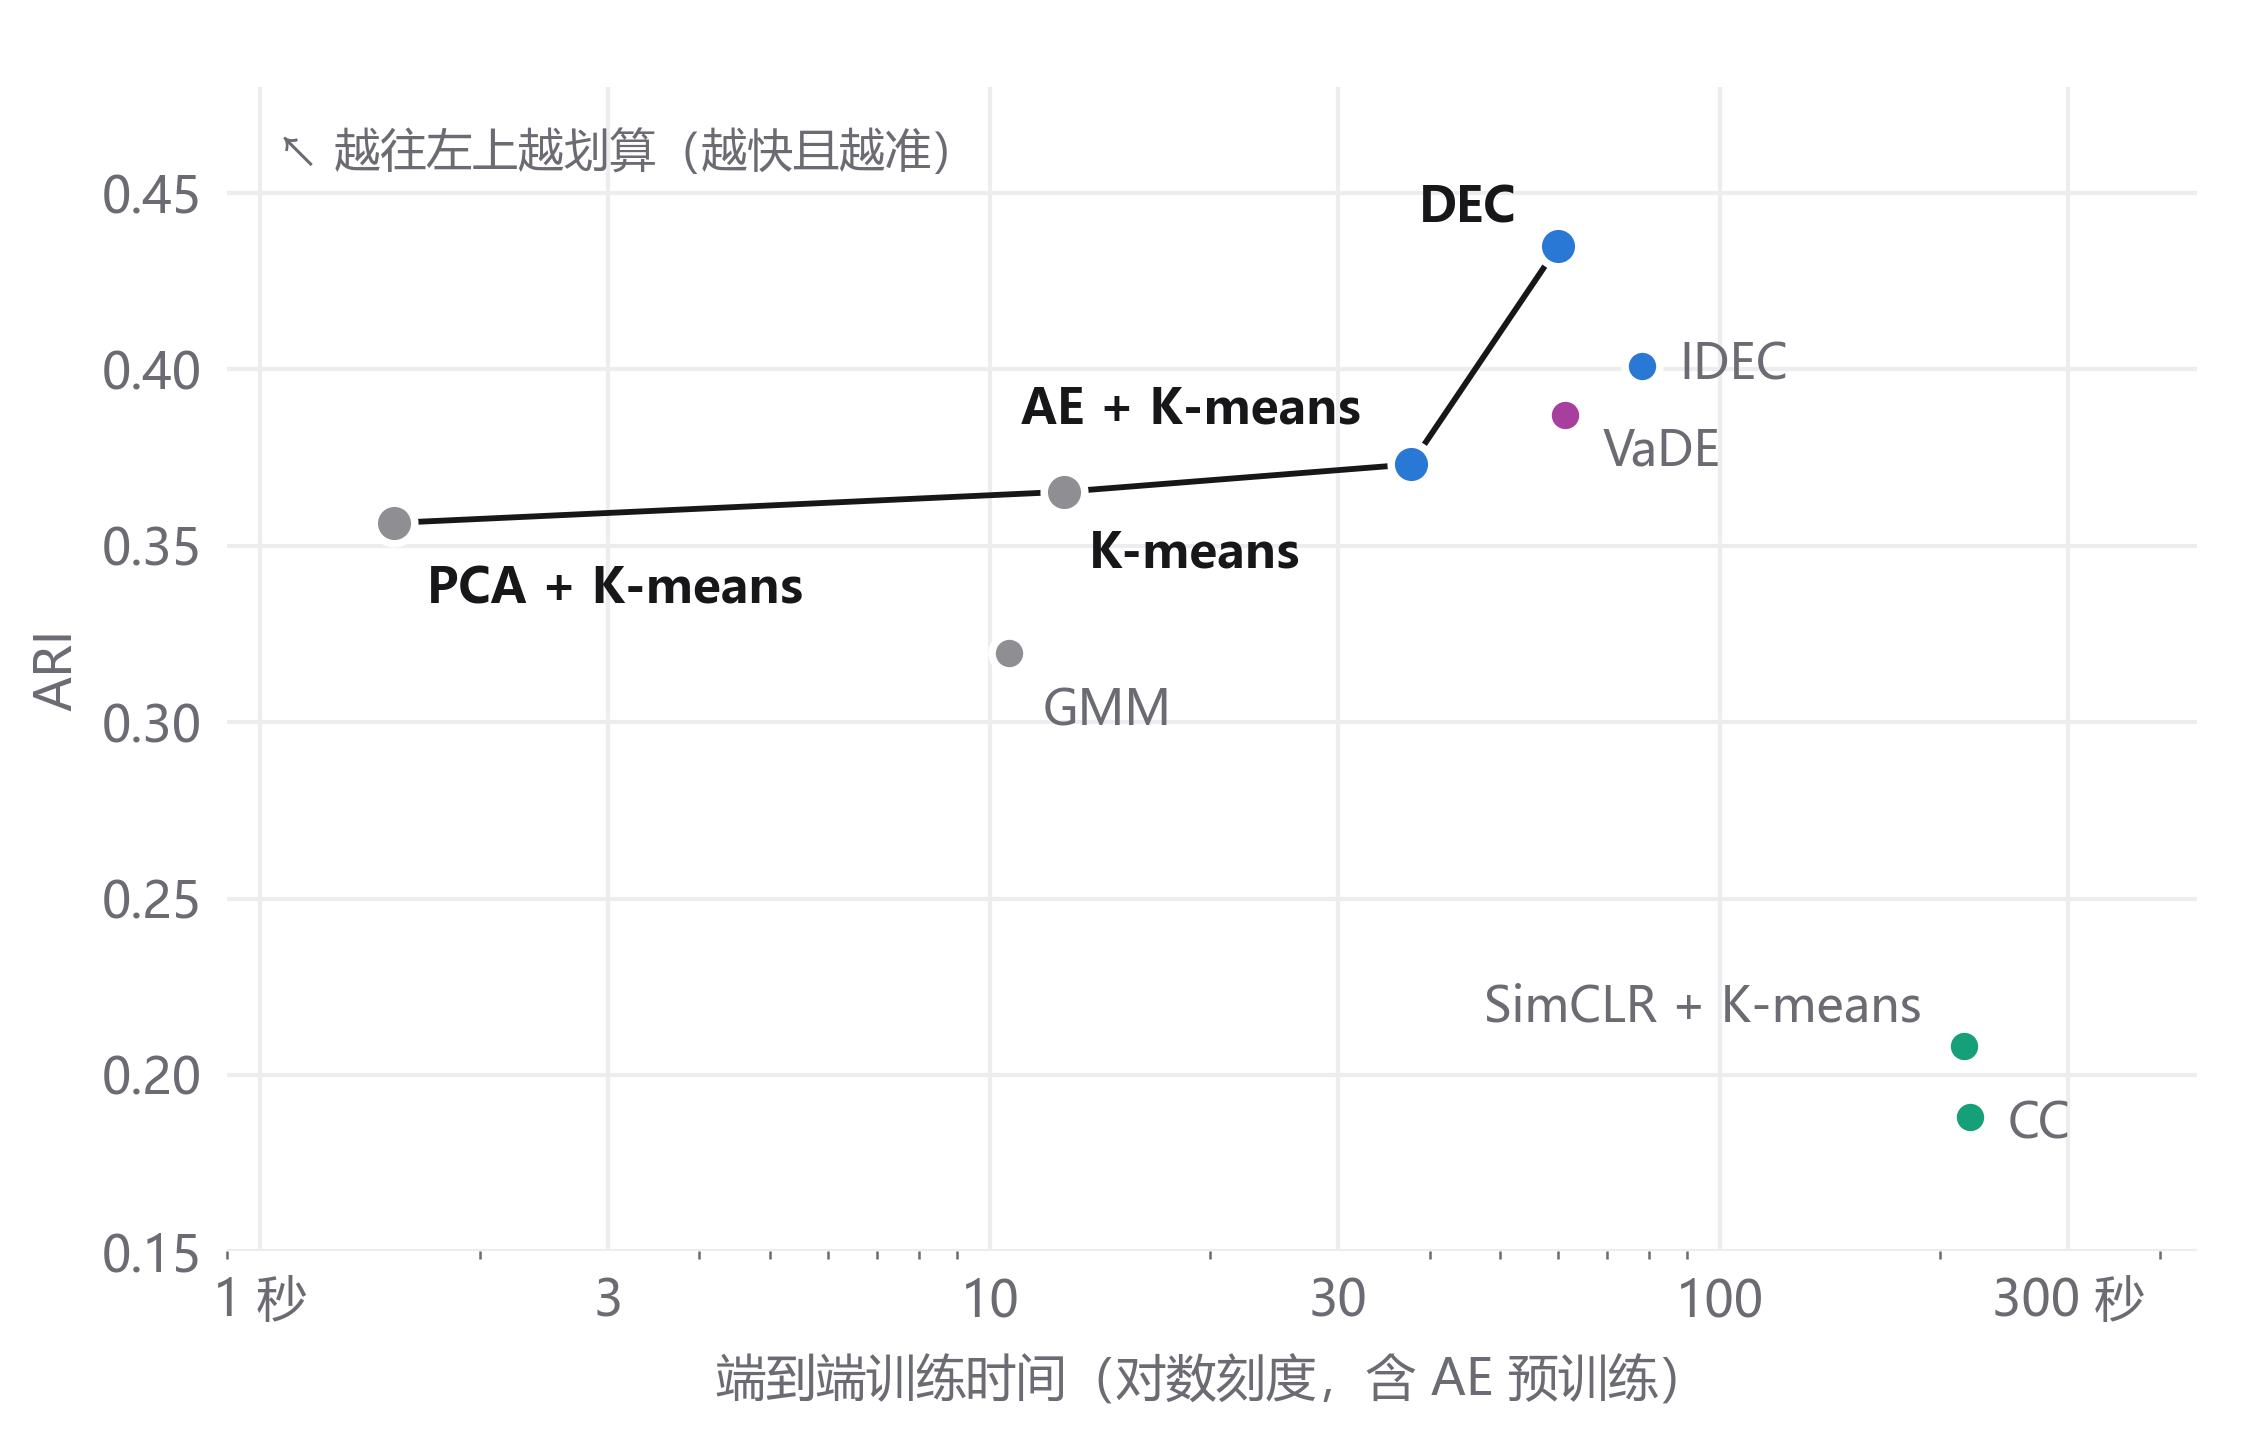 ↖ 越往左上越划算（越快且越准）
0.45
DEC
0.40
IDEC
AE + K-means
VaDE
0.35
K-means
PCA + K-means
ARI
GMM
0.30
0.25
SimCLR + K-means
0.20
CC
0.15
1 秒 3 10 30 100 300 秒
端到端训练时间（对数刻度，含 AE 预训练）